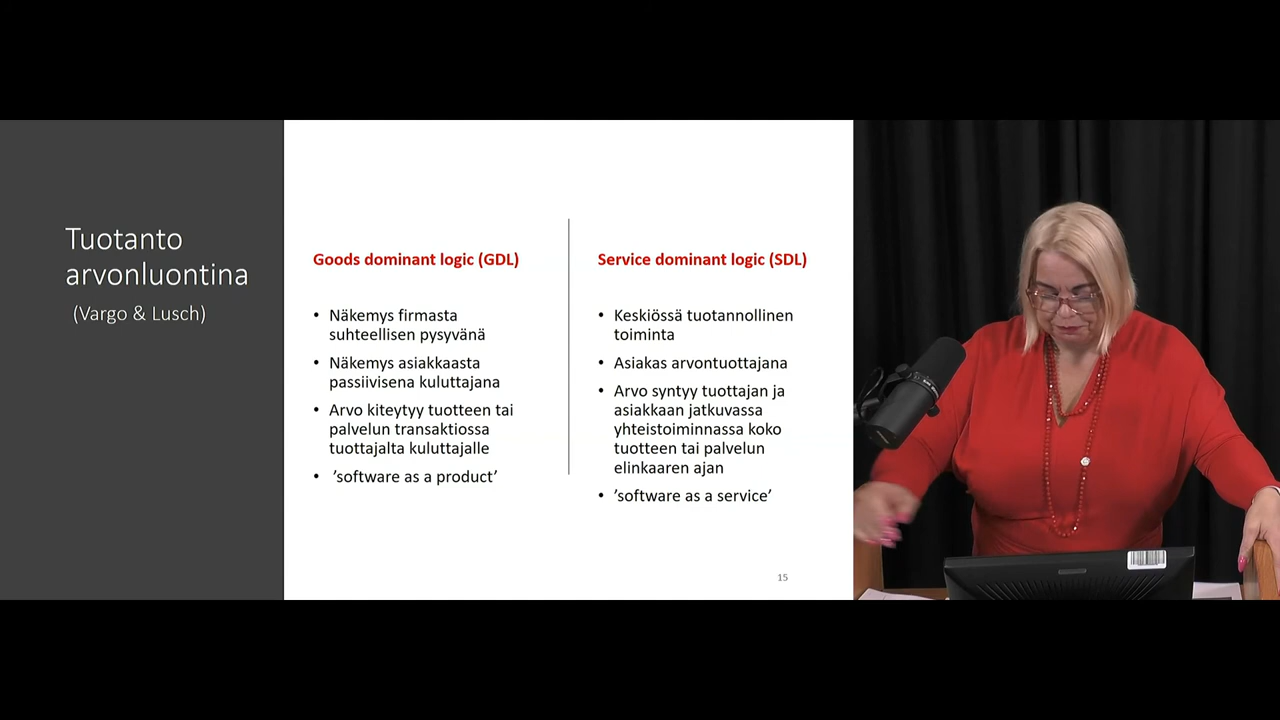 Tuotanto
arvonluontina
(Vargo & Lusch)
Goods dominant logic (GDL)
• Näkemys firmasta
suhteellisen pysyvänä
• Näkemys asiakkaasta
passiivisena kuluttajana
• Arvo kiteytyy tuotteen tai
palvelun transaktiossa
tuottajalta kuluttajalle
• ’software as a product’
Service dominant logic (SDL)
• Keskiössä tuotannollinen
toiminta
• Asiakas arvontuottajana
• Arvo syntyy tuottajan ja
asiakkaan jatkuvassa
yhteistoiminnassa koko
tuotteen tai palvelun
elinkaaren ajan
• ’software as a service’
15